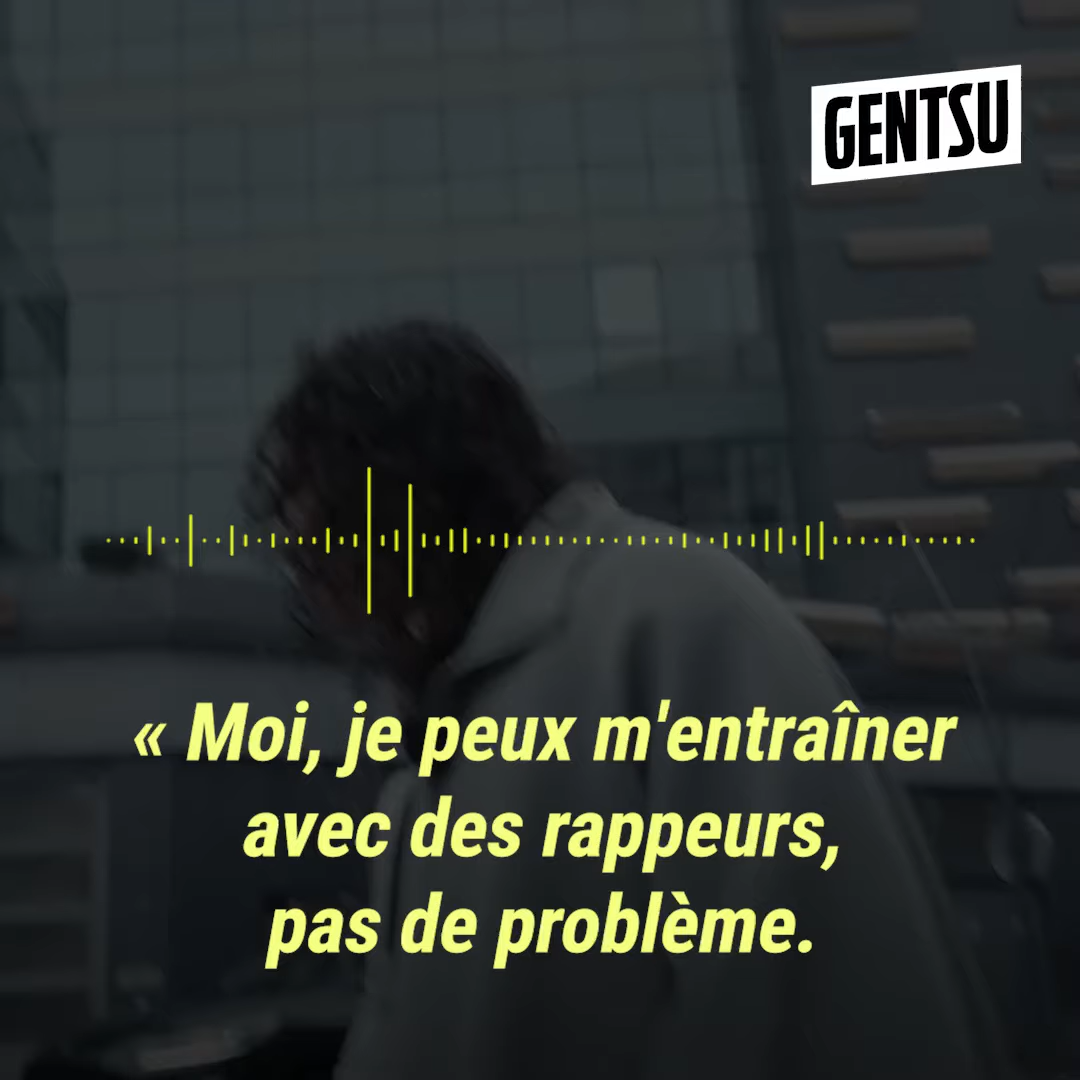 GENTSU
« Moi, je peux m'entraîner
avec des rappeurs,
pas de problème.